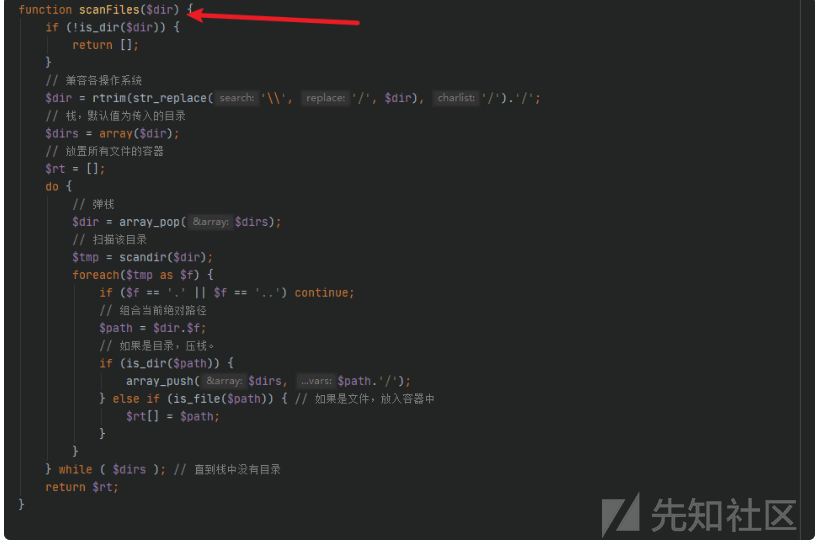 function scanFiles($dir) {
    if (!is_dir($dir)) {
        return [];
    }
    // 兼容各操作系统
    $dir = rtrim(str_replace( search: '\\', replace: '/', $dir), charlist: '/').'/';
    // 栈，默认值为传入的目录
    $dirs = array($dir);
    // 放置所有文件的容器
    $rt = [];
    do {
        // 弹栈
        $dir = array_pop( &array: $dirs);
        // 扫描该目录
        $tmp = scandir($dir);
        foreach($tmp as $f) {
            if ($f == '.' || $f == '..') continue;
            // 组合当前绝对路径
            $path = $dir.$f;
            // 如果是目录，压栈。
            if (is_dir($path)) {
                array_push( &array: $dirs, ...vars: $path.'/');
            } else if (is_file($path)) { // 如果是文件，放入容器中
                $rt[] = $path;
            }
        }
    } while ( $dirs ); // 直到栈中没有目录
    return $rt;
}
先知社区